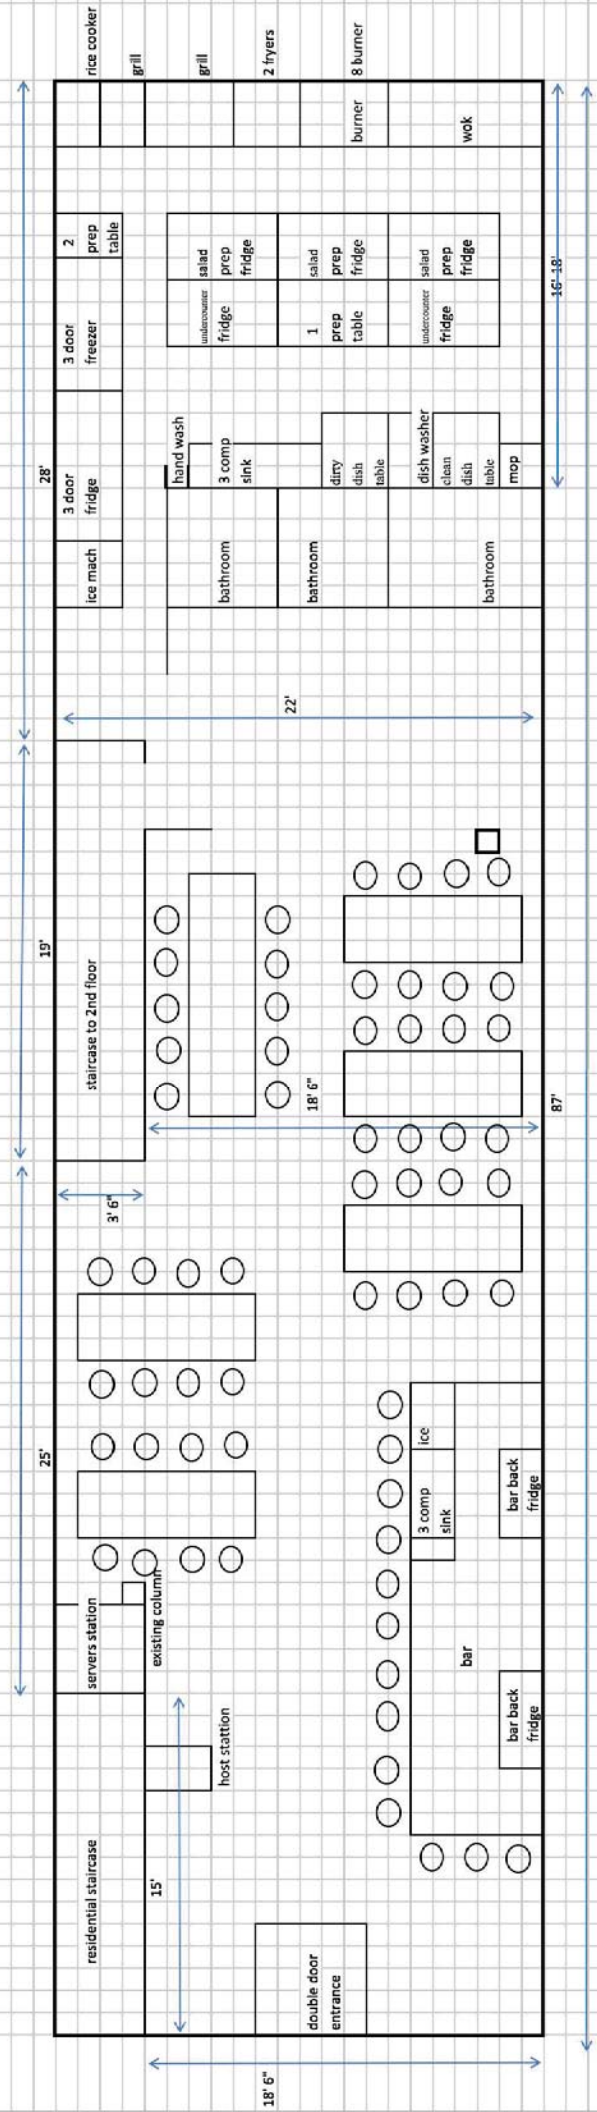 rice cooker
grill
grill
2 fryers
8 burner
burner
wok
2
prep
table
salad
prep
fridge
salad
prep
fridge
salad
prep
fridge
undercounter
fridge
1
prep
table
undercounter
fridge
16' 18'
3 door
freezer
28'
3 door
fridge
hand wash
3 comp
sink
dirty
dish
table
dish washer
clean
dish
table
mop
ice mach
bathroom
bathroom
bathroom
22'
19'
staircase to 2nd floor
18' 6"
87'
3' 6"
25'
ice
3 comp
sink
bar back
fridge
servers station
existing column
bar
bar back
fridge
host stattion
residential staircase
15'
double door
entrance
18' 6"